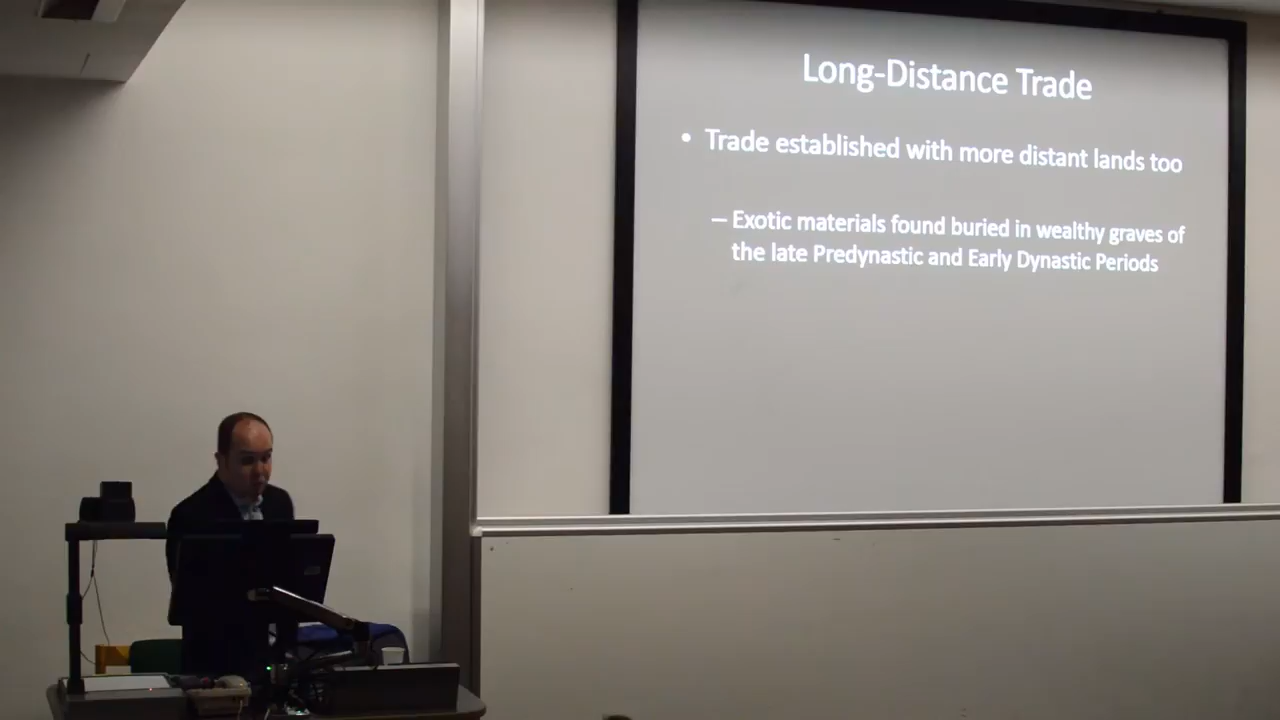 Long-Distance Trade
• Trade established with more distant lands too
– Exotic materials found buried in wealthy graves of
the late Predynastic and Early Dynastic Periods